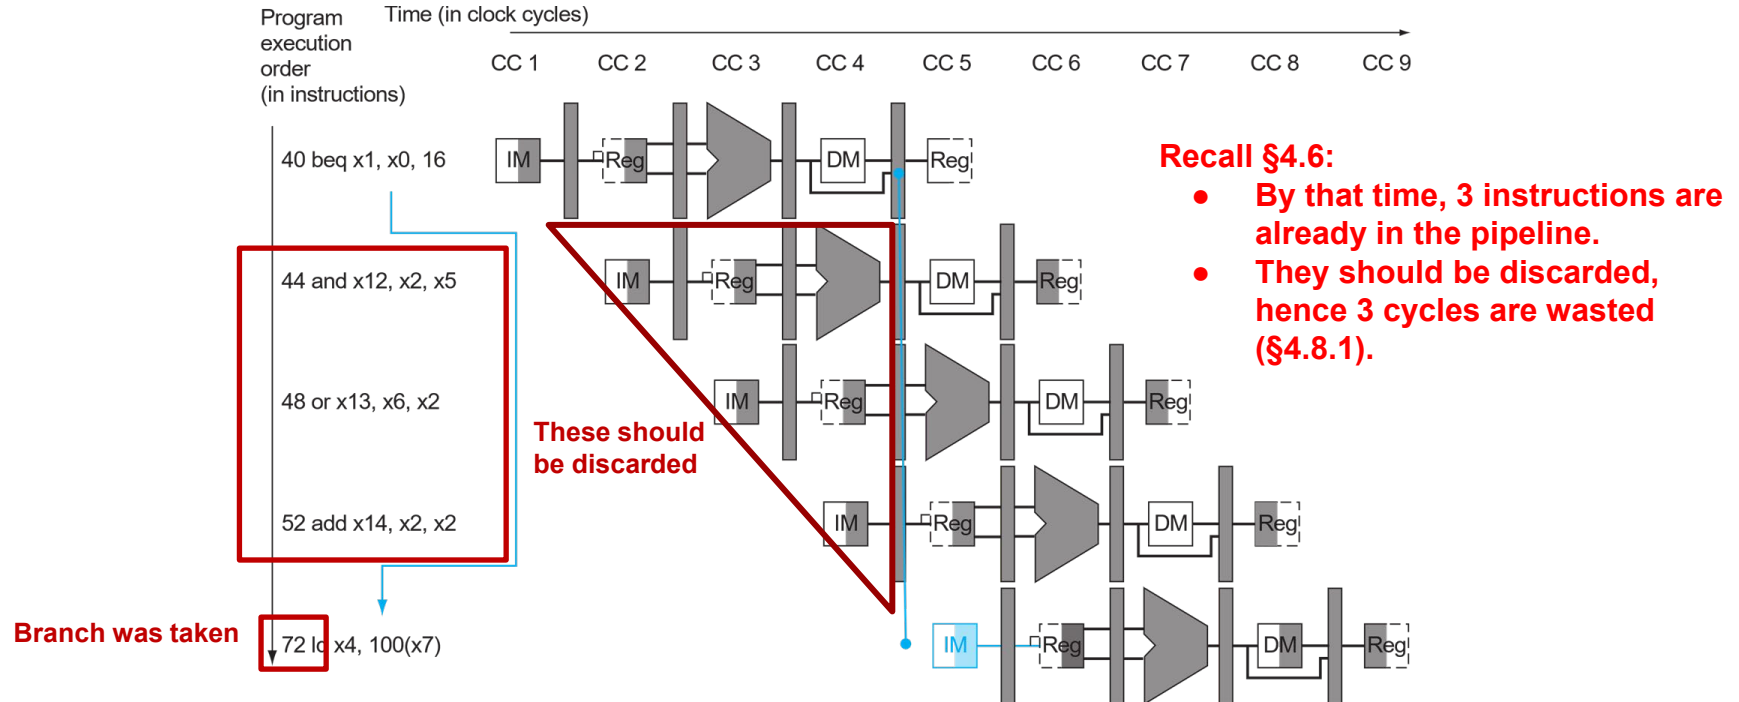 Program
execution
order
(in instructions)
Time (in clock cycles)
CC 1 CC 2 CC 3 CC 4 CC 5 CC 6 CC 7 CC 8 CC 9
40 beq x1, x0, 16
IM Reg DM Reg
44 and x12, x2, x5
IM Reg DM Reg
48 or x13, x6, x2
IM Reg DM Reg
52 add x14, x2, x2
IM Reg DM Reg
72 ld x4, 100(x7)
IM Reg DM Reg
These should
be discarded
Branch was taken
Recall §4.6:
● By that time, 3 instructions are
already in the pipeline.
● They should be discarded,
hence 3 cycles are wasted
(§4.8.1).